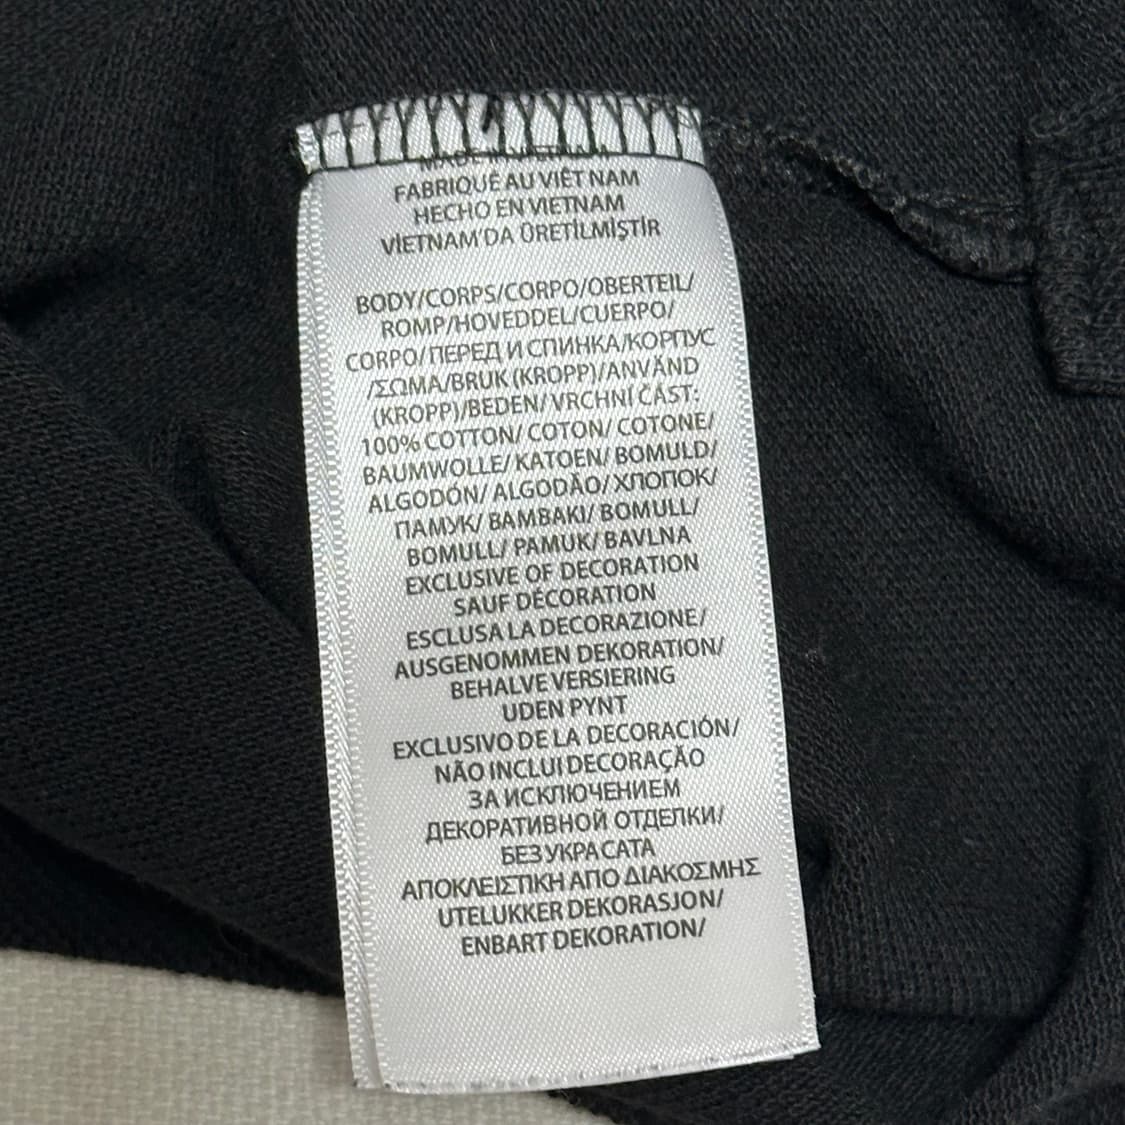 MADE IN
FABRIQUÉ AU VIÊT NAM
HECHO EN VIETNAM
VİETNAM'DA ÜRETİLMİŞTİR
BODY/CORPS/CORPO/OBERTEIL/
ROMP/HOVEDDEL/CUERPO/
CORPO/ ПЕРЕД И СПИНКА/КОРПУС
/ΣΩΜΑ/BRUK (KROPP)/ANVÄND
(KROPP)/BEDEN/ VRCHNÍ ČÁST:
100% COTTON/ COTON/ COTONE/
BAUMWOLLE/ KATOEN/ BOMULD/
ALGODÓN/ ALGODÃO/ ХЛОПОК/
ПАМУК/ BAMBAKI/ BOMULL/
BOMULL/ PAMUK/ BAVLNA
EXCLUSIVE OF DECORATION
SAUF DÉCORATION
ESCLUSA LA DECORAZIONE/
AUSGENOMMEN DEKORATION/
BEHALVE VERSIERING
UDEN PYNT
EXCLUSIVO DE LA DECORACIÓN/
NÃO INCLUI DECORAÇÃO
ЗА ИСКЛЮЧЕНИЕМ
ДЕКОРАТИВНОЙ ОТДЕЛКИ/
БЕЗ УКРАСАТА
ΑΠΟΚΛΕΙΣΤΙΚΗ ΑΠΟ ΔΙΑΚΟΣΜΗΣ
UTELUKKER DEKORASJON/
ENBART DEKORATION/